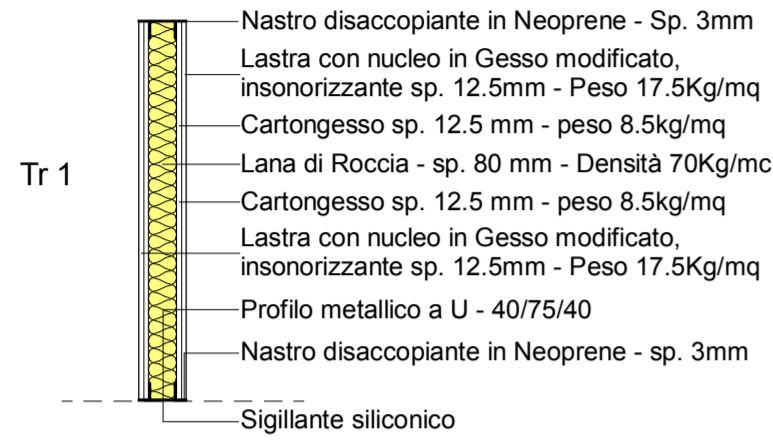 Nastro disaccopiante in Neoprene - Sp. 3mm
Lastra con nucleo in Gesso modificato,
insonorizzante sp. 12.5mm - Peso 17.5Kg/mq
Cartongesso sp. 12.5 mm - peso 8.5kg/mq
Tr 1
Lana di Roccia - sp. 80 mm - Densità 70Kg/mc
Cartongesso sp. 12.5 mm - peso 8.5kg/mq
Lastra con nucleo in Gesso modificato,
insonorizzante sp. 12.5mm - Peso 17.5Kg/mq
Profilo metallico a U - 40/75/40
Nastro disaccopiante in Neoprene - sp. 3mm
Sigillante siliconico